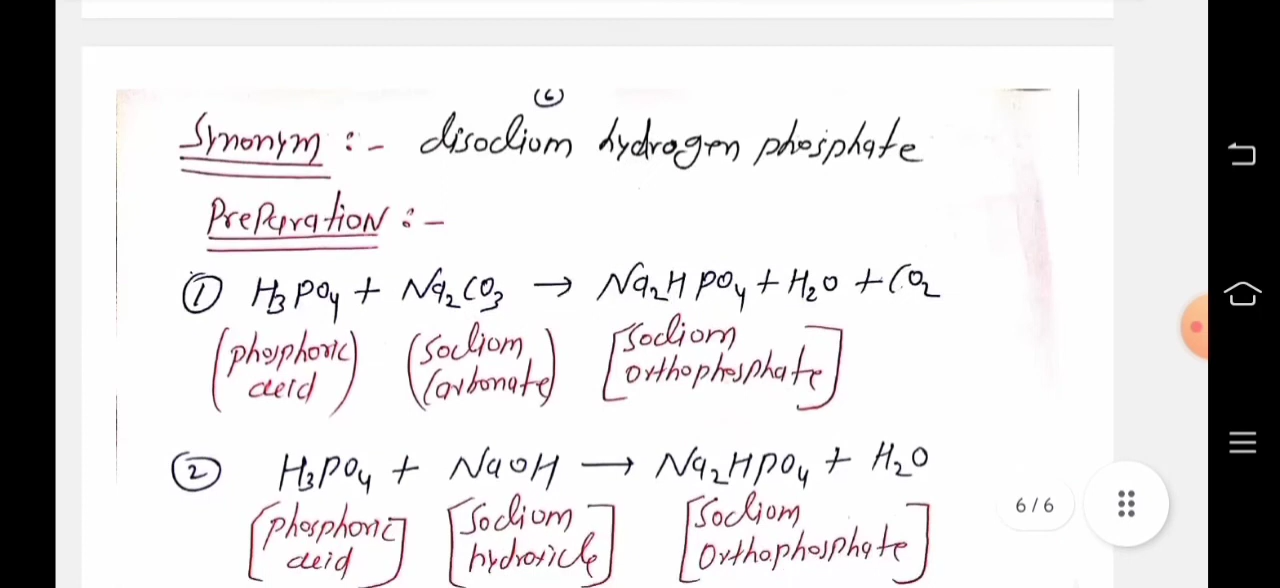 (6)
Synonym :- disodium hydrogen phosphate
Preparation :-
① H₃PO₄ + Na₂CO₃ → Na₂HPO₄ + H₂O + CO₂
(phosphoric acid) (Sodium Carbonate) [Sodium orthophosphate]
② H₃PO₄ + NaOH → Na₂HPO₄ + H₂O
[phosphoric acid] [Sodium hydroxide] [Sodium Orthophosphate]
6/6